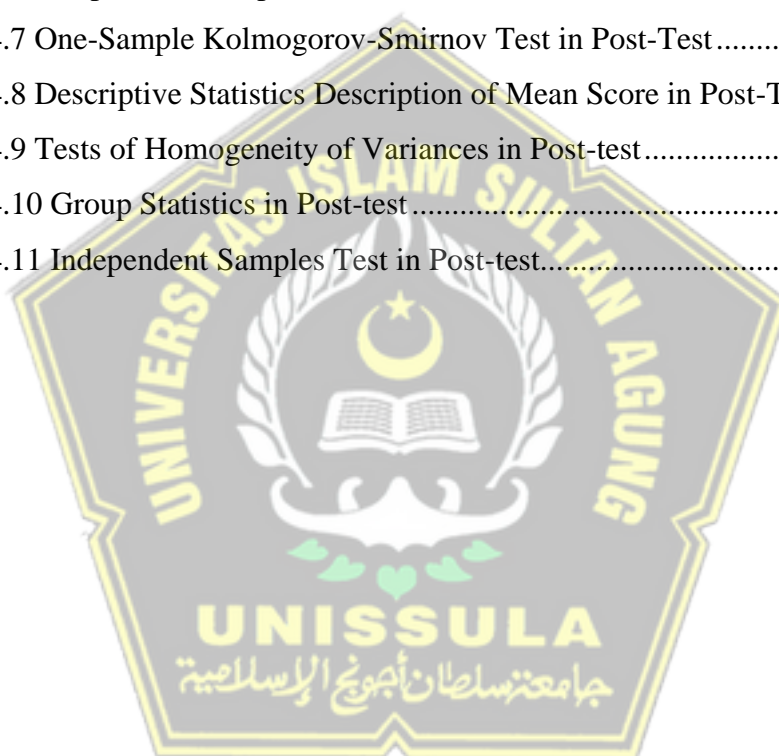 .7 One-Sample Kolmogorov-Smirnov Test in Post-Test.........
.8 Descriptive Statistics Description of Mean Score in Post-T
.9 Tests of Homogeneity of Variances in Post-test..................
.10 Group Statistics in Post-test.................................................
.11 Independent Samples Test in Post-test................................
UNIVERSITAS ISLAM SULTAN AGUNG
UNISSULA
جامعة سلطان أجونج الإسلامية